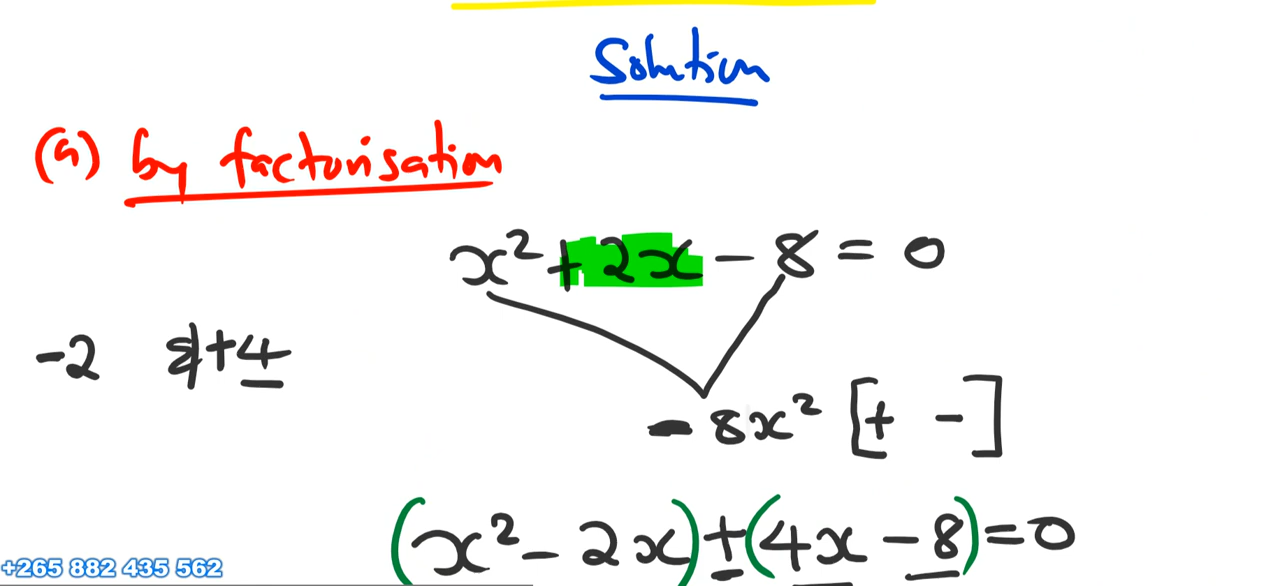 Solution
(a) by factorisation
x² + 2x - 8 = 0
-2 & +4
- 8x² [+ -]
(x² - 2x) + (4x - 8) = 0
+265 882 435 562